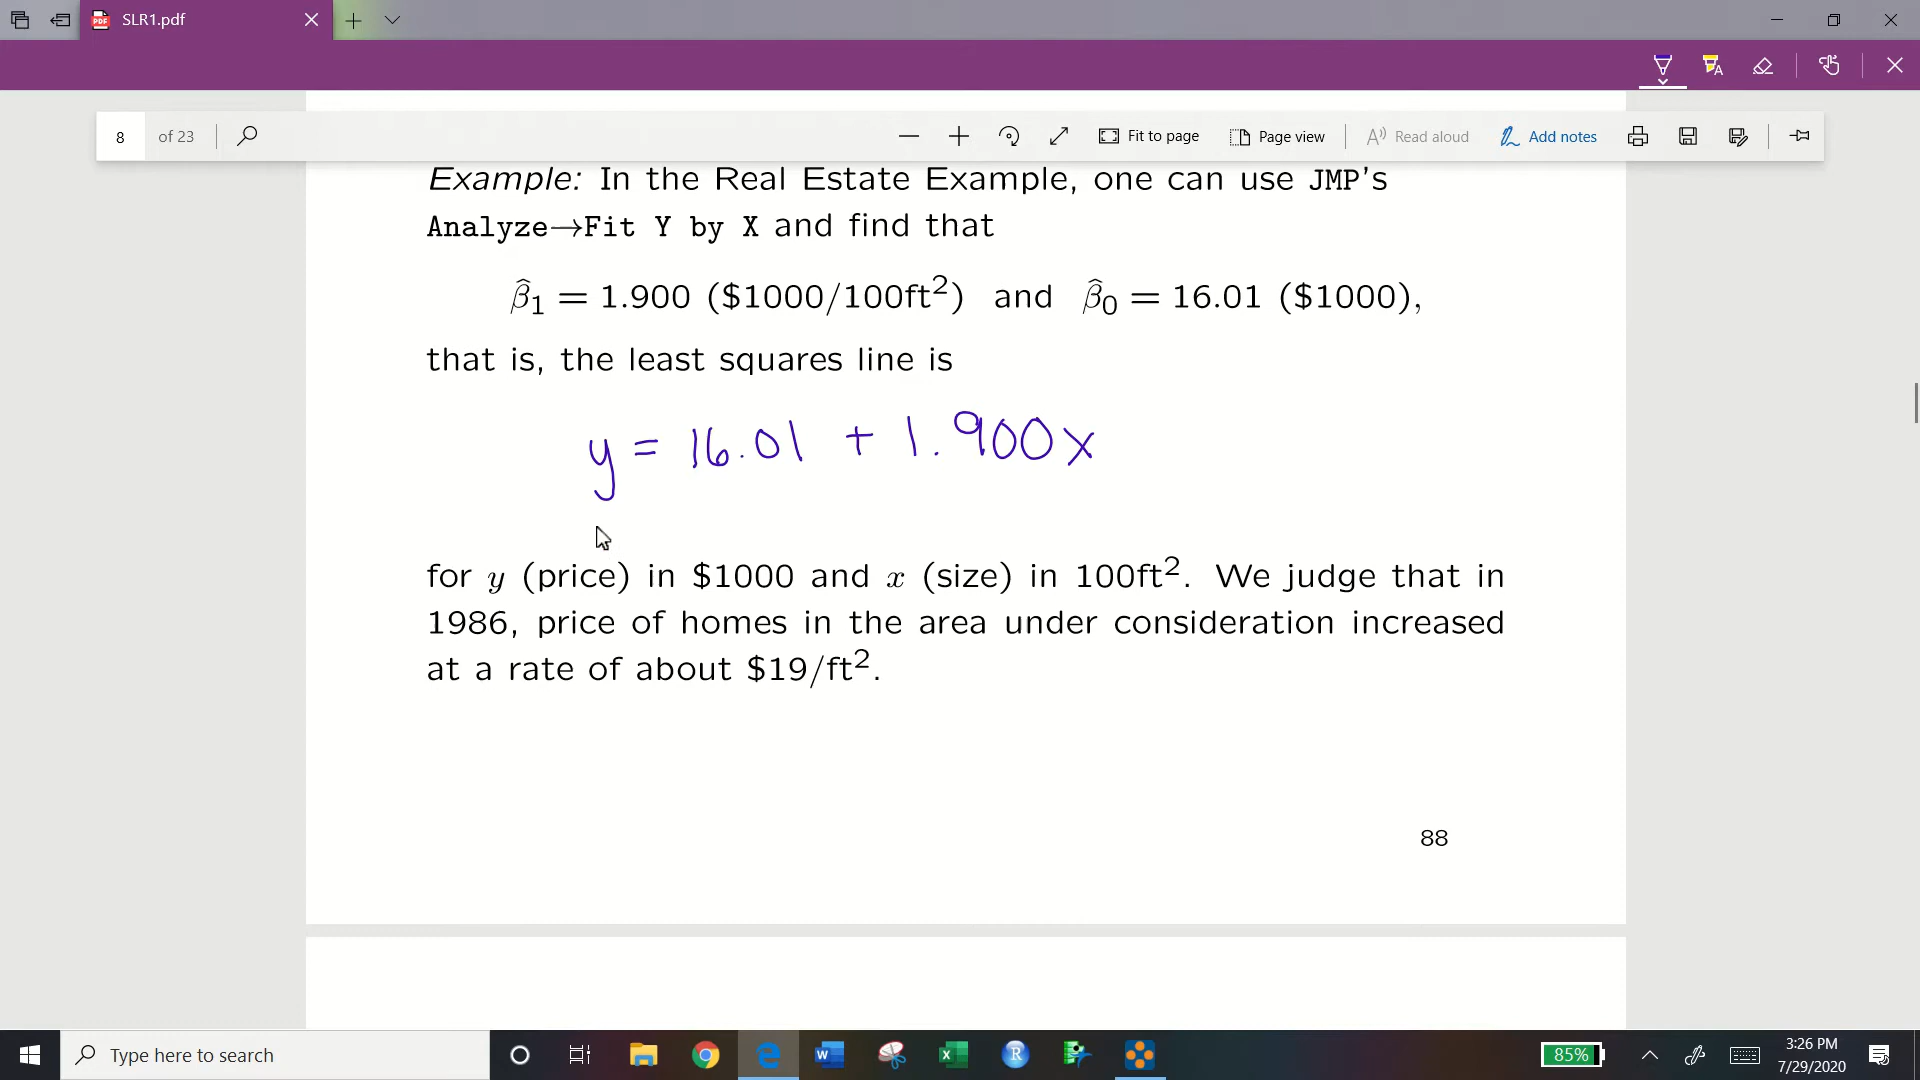 SLR1.pdf
8 of 23
Fit to page
Page view
Read aloud
Add notes
Example: In the Real Estate Example, one can use JMP's
Analyze→Fit Y by X and find that
β̂₁ = 1.900 ($1000/100ft²) and β̂₀ = 16.01 ($1000),
that is, the least squares line is
y = 16.01 + 1.900x
for y (price) in $1000 and x (size) in 100ft². We judge that in
1986, price of homes in the area under consideration increased
at a rate of about $19/ft².
88
Type here to search
85%
3:26 PM
7/29/2020